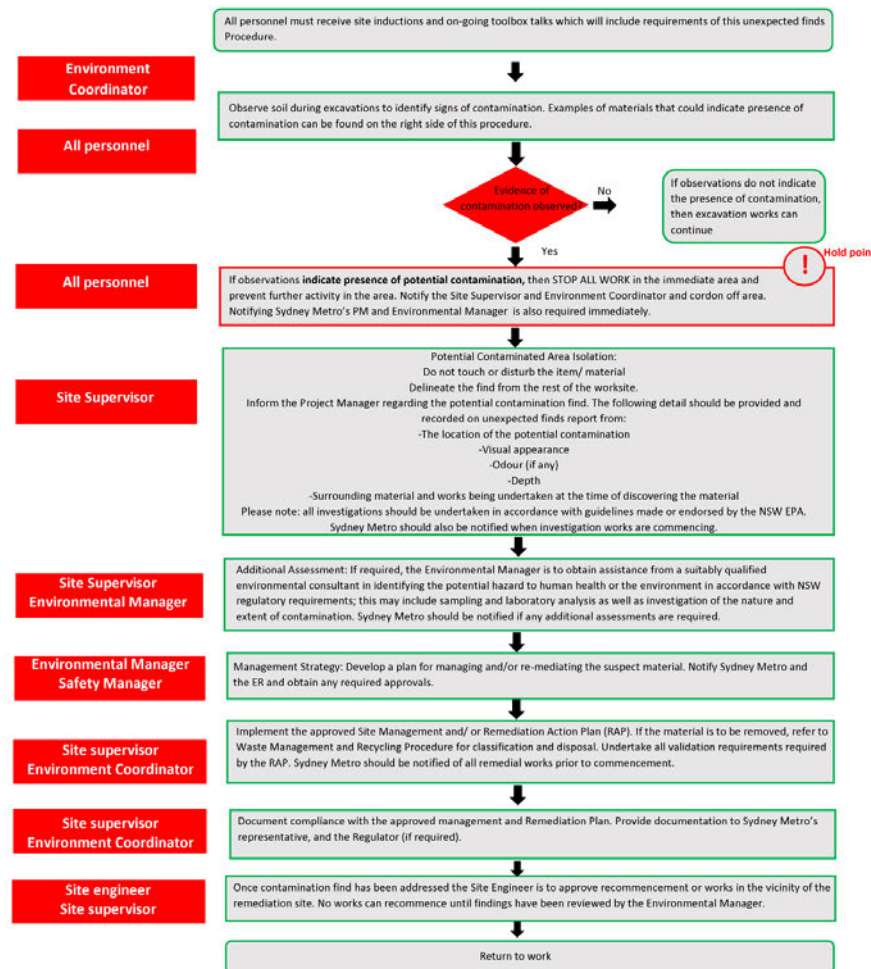 All personnel must receive site inductions and on-going toolbox talks which will include requirements of this unexpected finds
Procedure.
Environment
Coordinator
Observe soil during excavations to identify signs of contamination. Examples of materials that could indicate presence of
contamination can be found on the right side of this procedure.
All personnel
Evidence of
contamination observed?
No
If observations do not indicate
the presence of contamination,
then excavation works can
continue
Yes
!
Hold poin
All personnel
If observations indicate presence of potential contamination, then STOP ALL WORK in the immediate area and
prevent further activity in the area. Notify the Site Supervisor and Environment Coordinator and cordon off area.
Notifying Sydney Metro's PM and Environmental Manager is also required immediately.
Site Supervisor
Potential Contaminated Area Isolation:
Do not touch or disturb the item/ material
Delineate the find from the rest of the worksite.
Inform the Project Manager regarding the potential contamination find. The following detail should be provided and
recorded on unexpected finds report from:
-The location of the potential contamination
-Visual appearance
-Odour (if any)
-Depth
-Surrounding material and works being undertaken at the time of discovering the material
Please note: all investigations should be undertaken in accordance with guidelines made or endorsed by the NSW EPA.
Sydney Metro should also be notified when investigation works are commencing.
Site Supervisor
Environmental Manager
Additional Assessment: If required, the Environmental Manager is to obtain assistance from a suitably qualified
environmental consultant in identifying the potential hazard to human health or the environment in accordance with NSW
regulatory requirements; this may include sampling and laboratory analysis as well as investigation of the nature and
extent of contamination. Sydney Metro should be notified if any additional assessments are required.
Environmental Manager
Safety Manager
Management Strategy: Develop a plan for managing and/or re-mediating the suspect material. Notify Sydney Metro and
the ER and obtain any required approvals.
Site supervisor
Environment Coordinator
Implement the approved Site Management and/ or Remediation Action Plan (RAP). If the material is to be removed, refer to
Waste Management and Recycling Procedure for classification and disposal. Undertake all validation requirements required
by the RAP. Sydney Metro should be notified of all remedial works prior to commencement.
Site supervisor
Environment Coordinator
Document compliance with the approved management and Remediation Plan. Provide documentation to Sydney Metro's
representative, and the Regulator (if required).
Site engineer
Site supervisor
Once contamination find has been addressed the Site Engineer is to approve recommencement or works in the vicinity of the
remediation site. No works can recommence until findings have been reviewed by the Environmental Manager.
Return to work